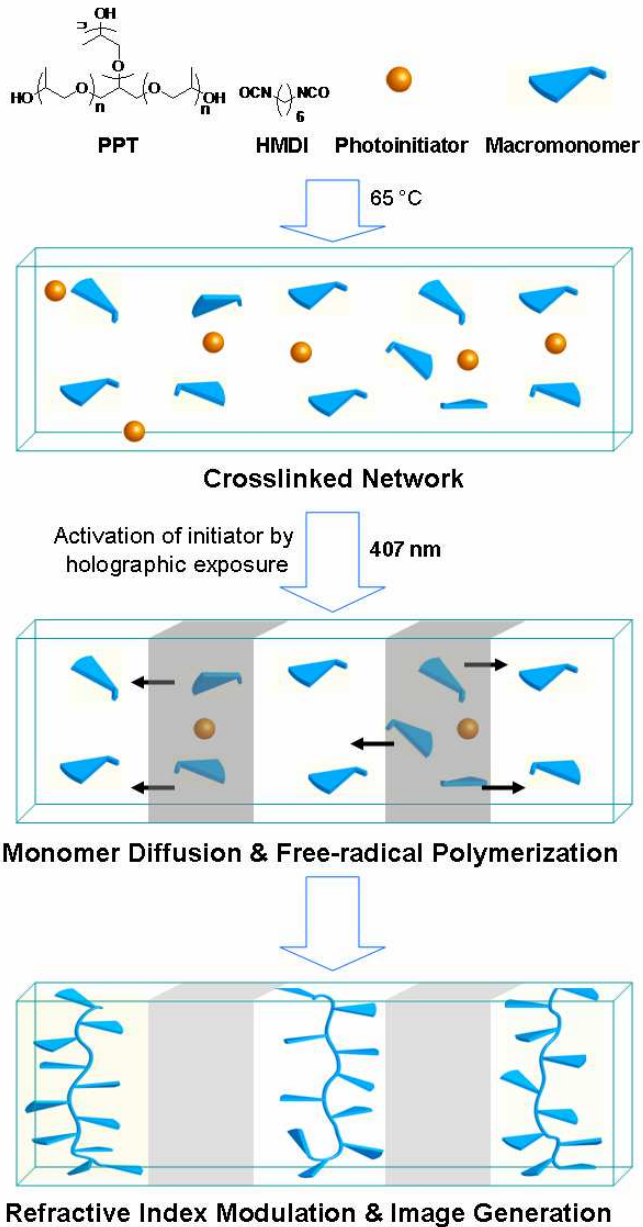 OH
n
O
HO
O
n
O
n
OH
OCN
NCO
6
PPT
HMDI
Photoinitiator
Macromonomer
65 °C
Crosslinked Network
Activation of initiator by
holographic exposure
407 nm
Monomer Diffusion & Free-radical Polymerization
Refractive Index Modulation & Image Generation